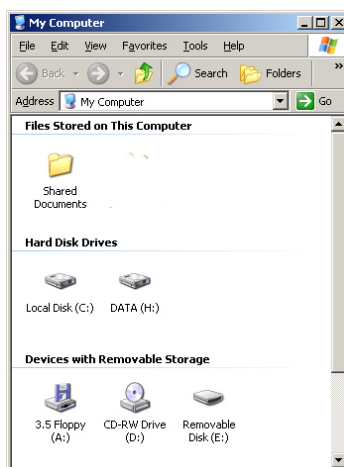 My Computer
File Edit View Favorites Tools Help
Back Search Folders »
Address My Computer Go
Files Stored on This Computer
Shared
Documents
Hard Disk Drives
Local Disk (C:) DATA (H:)
Devices with Removable Storage
3.5 Floppy CD-RW Drive Removable
(A:) (D:) Disk (E:)